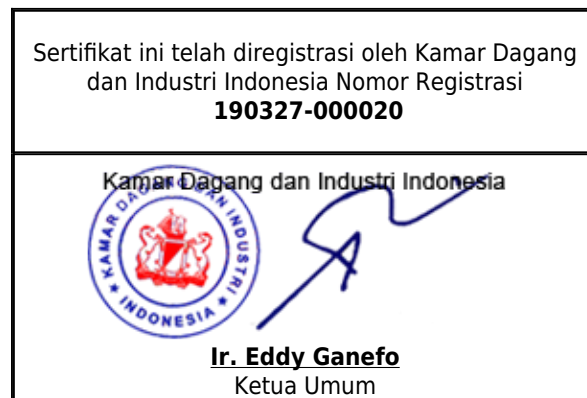 Sertifikat ini telah diregistrasi oleh Kamar Dagang
dan Industri Indonesia Nomor Registrasi
190327-000020
Kamar Dagang dan Industri Indonesia
KAMAR DAGANG DAN INDUSTRI
INDONESIA
Ir. Eddy Ganefo
Ketua Umum